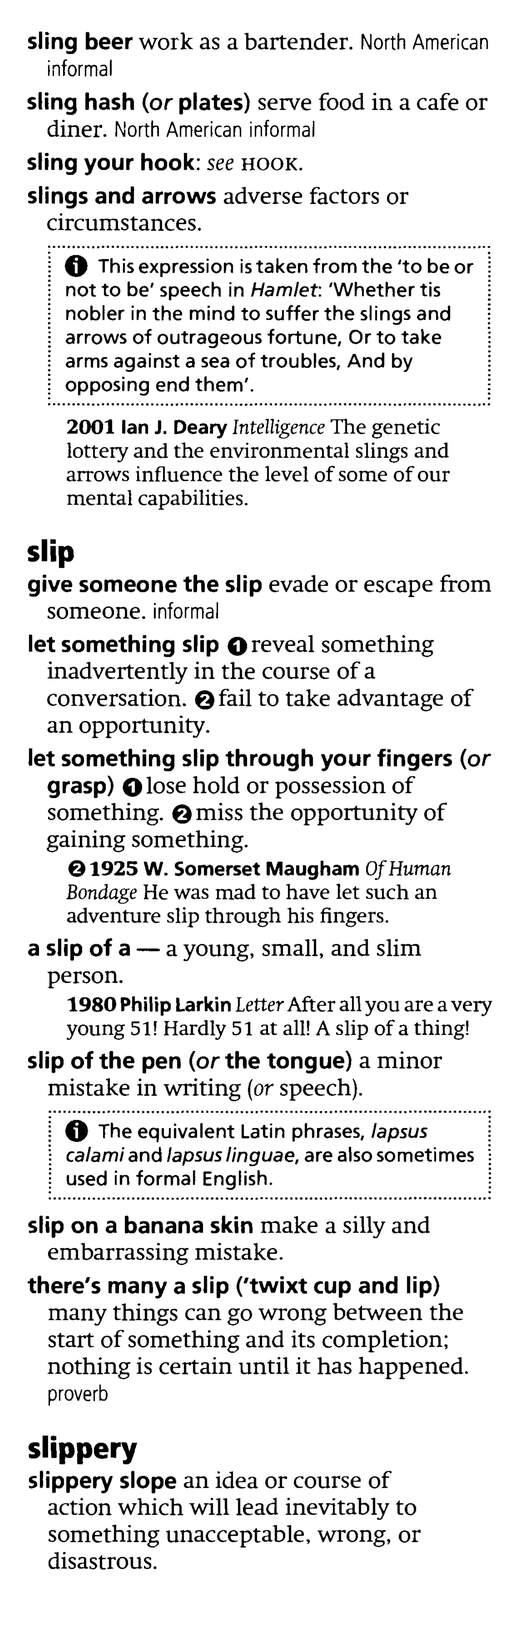 sling beer work as a bartender. North American
informal
sling hash (or plates) serve food in a cafe or
diner. North American informal
sling your hook: see HOOK.
slings and arrows adverse factors or
circumstances.
ⓘ This expression is taken from the 'to be or
not to be' speech in Hamlet: 'Whether tis
nobler in the mind to suffer the slings and
arrows of outrageous fortune, Or to take
arms against a sea of troubles, And by
opposing end them'.
2001 Ian J. Deary Intelligence The genetic
lottery and the environmental slings and
arrows influence the level of some of our
mental capabilities.
slip
give someone the slip evade or escape from
someone. informal
let something slip ❶ reveal something
inadvertently in the course of a
conversation. ❷ fail to take advantage of
an opportunity.
let something slip through your fingers (or
grasp) ❶ lose hold or possession of
something. ❷ miss the opportunity of
gaining something.
❷ 1925 W. Somerset Maugham Of Human
Bondage He was mad to have let such an
adventure slip through his fingers.
a slip of a — a young, small, and slim
person.
1980 Philip Larkin Letter After all you are a very
young 51! Hardly 51 at all! A slip of a thing!
slip of the pen (or the tongue) a minor
mistake in writing (or speech).
ⓘ The equivalent Latin phrases, lapsus
calami and lapsus linguae, are also sometimes
used in formal English.
slip on a banana skin make a silly and
embarrassing mistake.
there's many a slip ('twixt cup and lip)
many things can go wrong between the
start of something and its completion;
nothing is certain until it has happened.
proverb
slippery
slippery slope an idea or course of
action which will lead inevitably to
something unacceptable, wrong, or
disastrous.